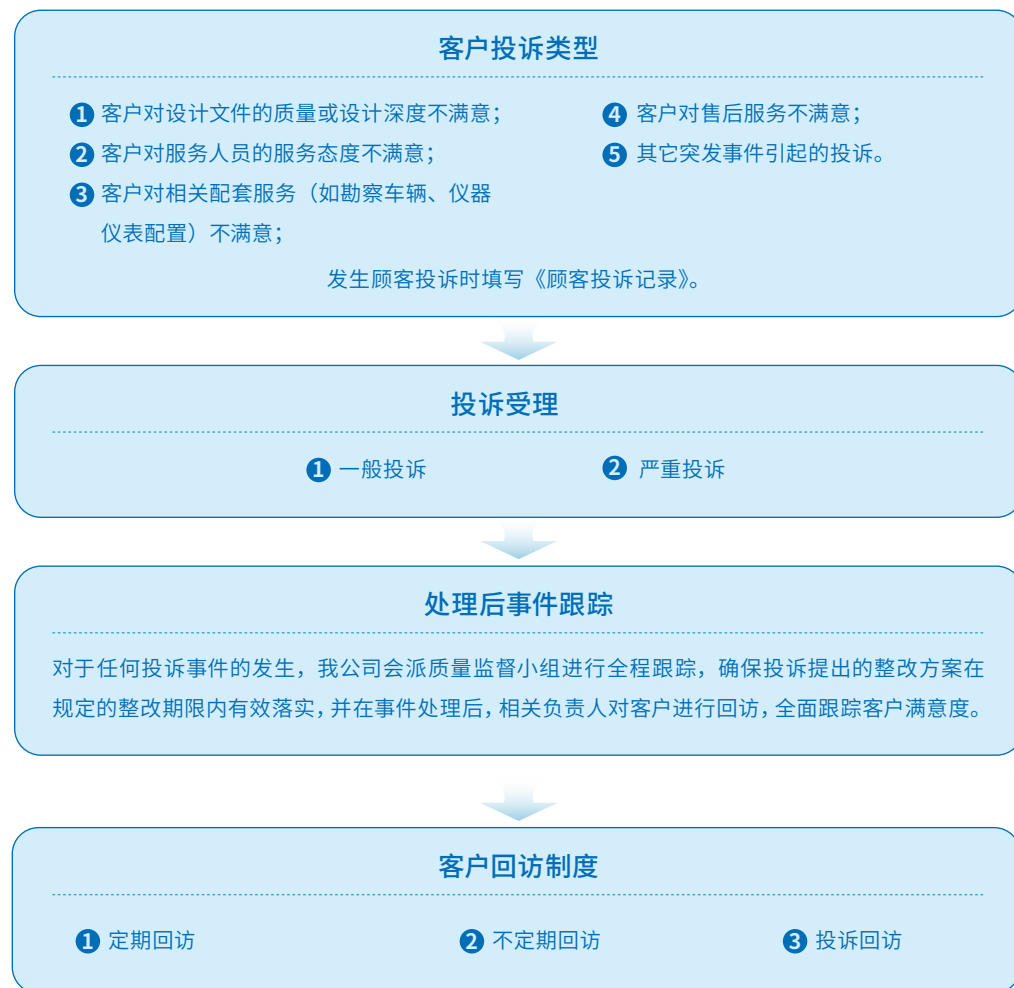 客户投诉类型
❶ 客户对设计文件的质量或设计深度不满意；
❷ 客户对服务人员的服务态度不满意；
❸ 客户对相关配套服务（如勘察车辆、仪器
仪表配置）不满意；
❹ 客户对售后服务不满意；
❺ 其它突发事件引起的投诉。
发生顾客投诉时填写《顾客投诉记录》。
投诉受理
❶ 一般投诉
❷ 严重投诉
处理后事件跟踪
对于任何投诉事件的发生，我公司会派质量监督小组进行全程跟踪，确保投诉提出的整改方案在
规定的整改期限内有效落实，并在事件处理后，相关负责人对客户进行回访，全面跟踪客户满意度。
客户回访制度
❶ 定期回访
❷ 不定期回访
❸ 投诉回访